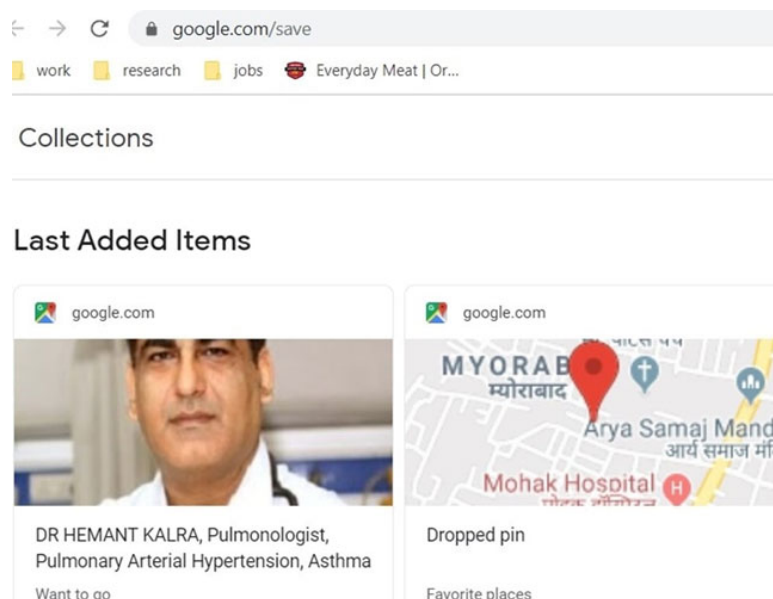 google.com/save
work research jobs Everyday Meat | Or...
Collections
Last Added Items
google.com
DR HEMANT KALRA, Pulmonologist,
Pulmonary Arterial Hypertension, Asthma
Want to go
google.com
MYORAB
म्योराबाद
Arya Samaj Mand
आर्य समाज मं
Mohak Hospital
H
Dropped pin
Favorite places